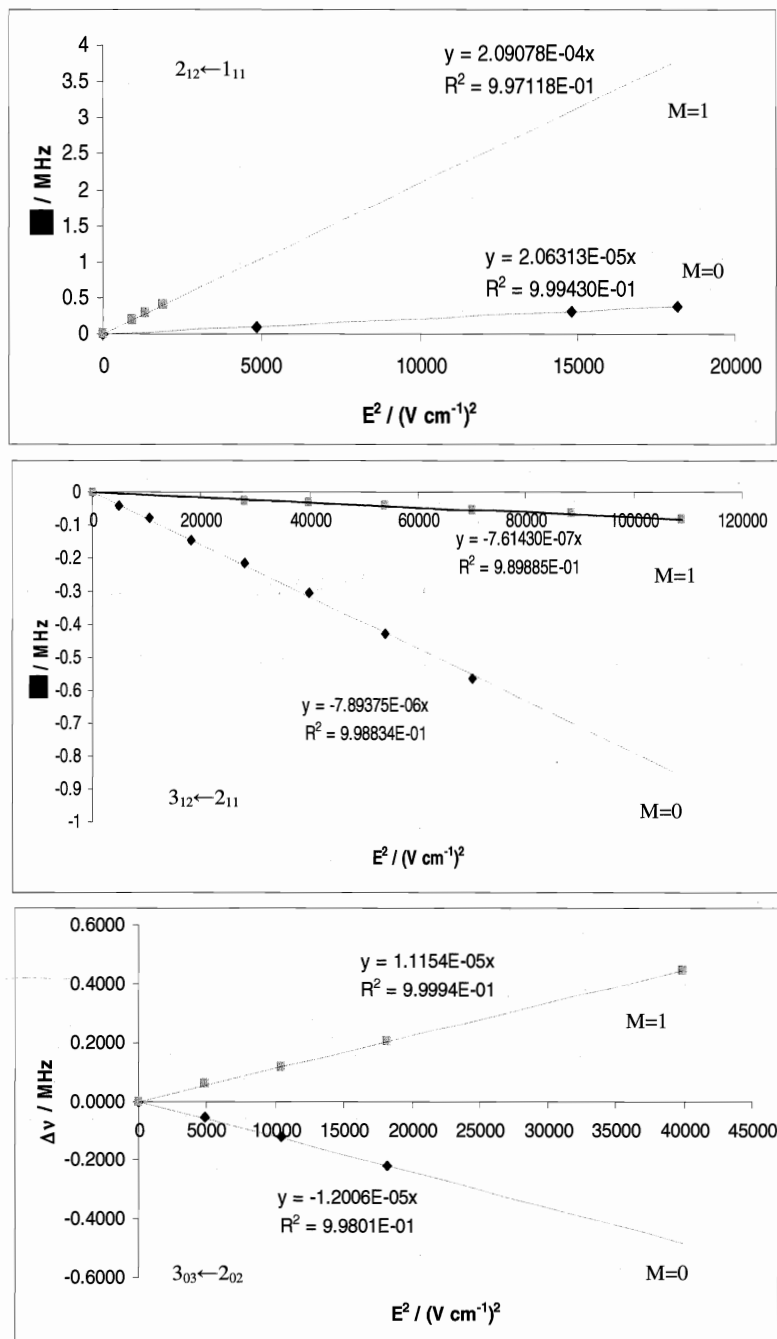 4
3.5
3
2.5
2
1.5
1
0.5
0
2₁₂←1₁₁
y = 2.09078E-04x
R² = 9.97118E-01
M=1
y = 2.06313E-05x
R² = 9.99430E-01
M=0
/ MHz
0 5000 10000 15000 20000
E² / (V cm⁻¹)²
0
-0.1
-0.2
-0.3
-0.4
-0.5
-0.6
-0.7
-0.8
-0.9
-1
0 20000 40000 60000 80000 100000 120000
y = -7.61430E-07x
R² = 9.89885E-01
M=1
/ MHz
y = -7.89375E-06x
R² = 9.98834E-01
3₁₂←2₁₁
M=0
E² / (V cm⁻¹)²
0.6000
0.4000
0.2000
0.0000
-0.2000
-0.4000
-0.6000
y = 1.1154E-05x
R² = 9.9994E-01
M=1
Δν / MHz
0 5000 10000 15000 20000 25000 30000 35000 40000 45000
y = -1.2006E-05x
R² = 9.9801E-01
3₀₃←2₀₂
M=0
E² / (V cm⁻¹)²